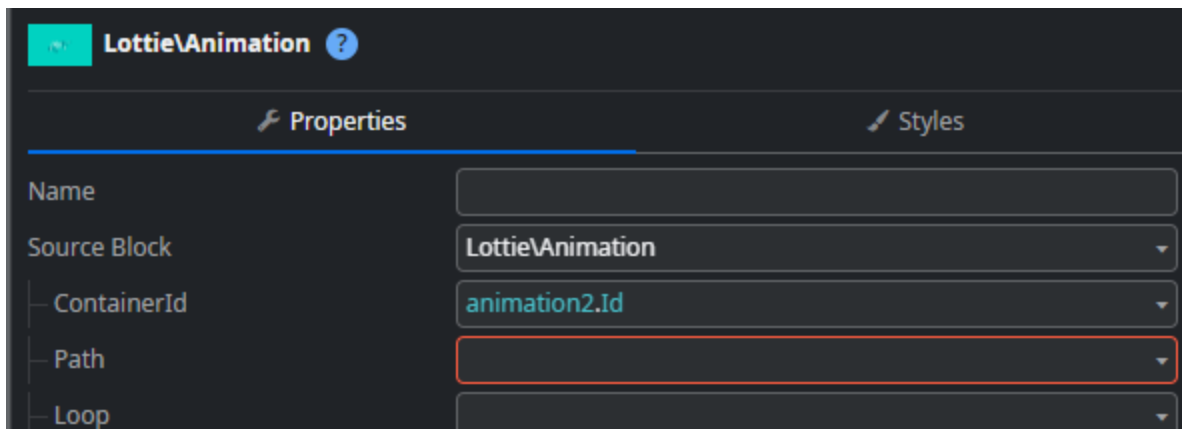 Lottie\Animation ?
Properties
Styles
Name
Source Block Lottie\Animation
ContainerId animation2.Id
Path
Loop